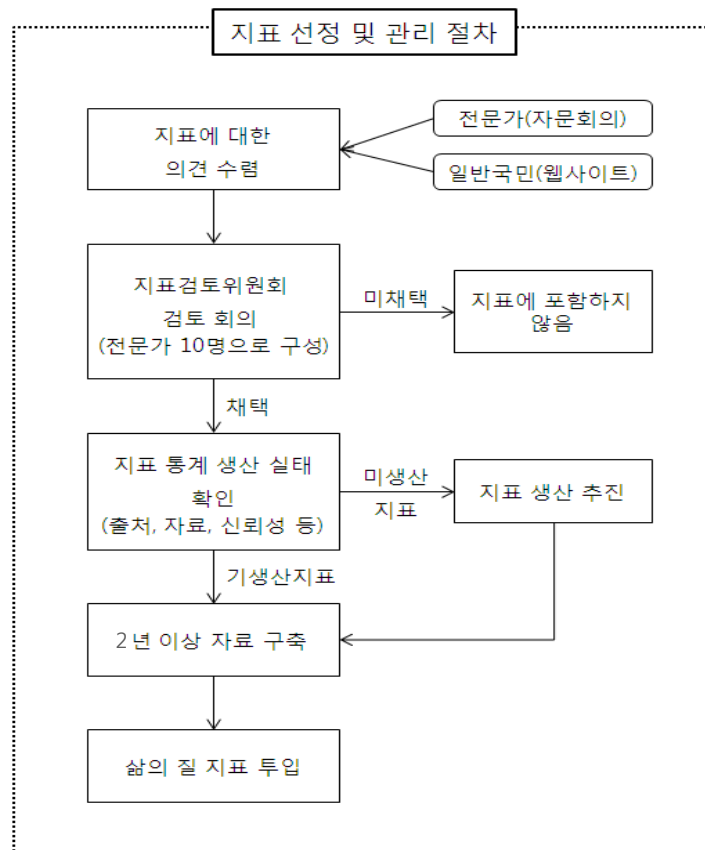 지표 선정 및 관리 절차
지표에 대한
의견 수렴
전문가(자문회의)
일반국민(웹사이트)
지표검토위원회
검토 회의
(전문가 10명으로 구성)
미채택
지표에 포함하지
않음
채택
지표 통계 생산 실태
확인
(출처, 자료, 신뢰성 등)
미생산
지표
지표 생산 추진
기생산지표
2년 이상 자료 구축
삶의 질 지표 투입